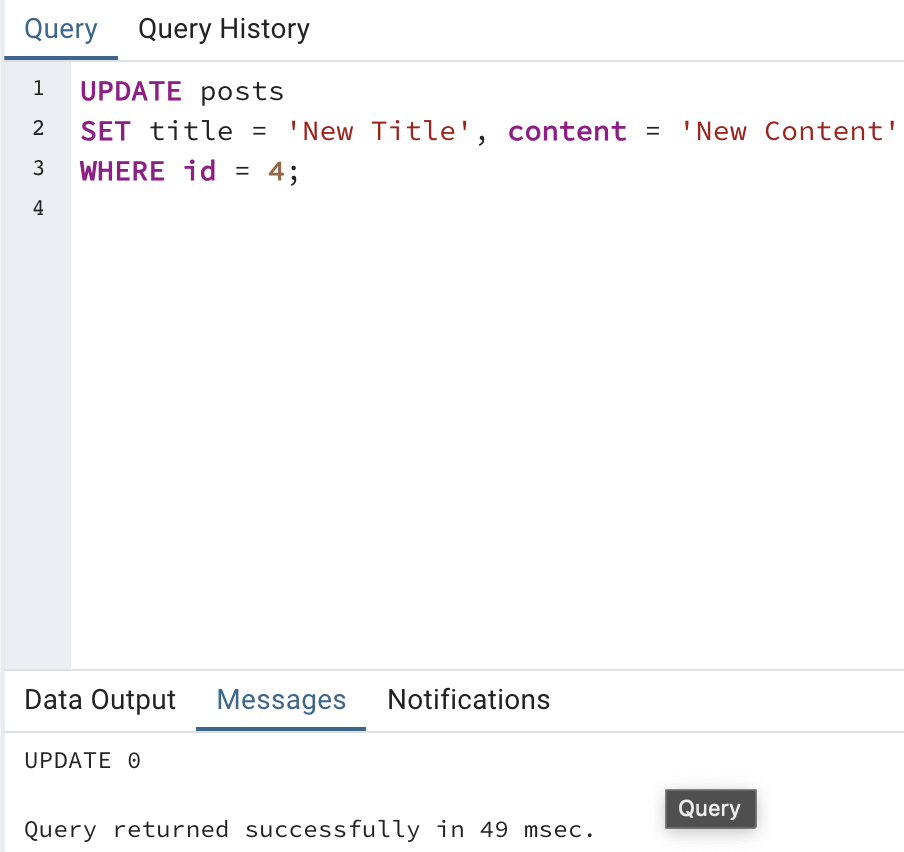 Query Query History
1 UPDATE posts
2 SET title = 'New Title', content = 'New Content'
3 WHERE id = 4;
4
Data Output Messages Notifications
UPDATE 0
Query
Query returned successfully in 49 msec.